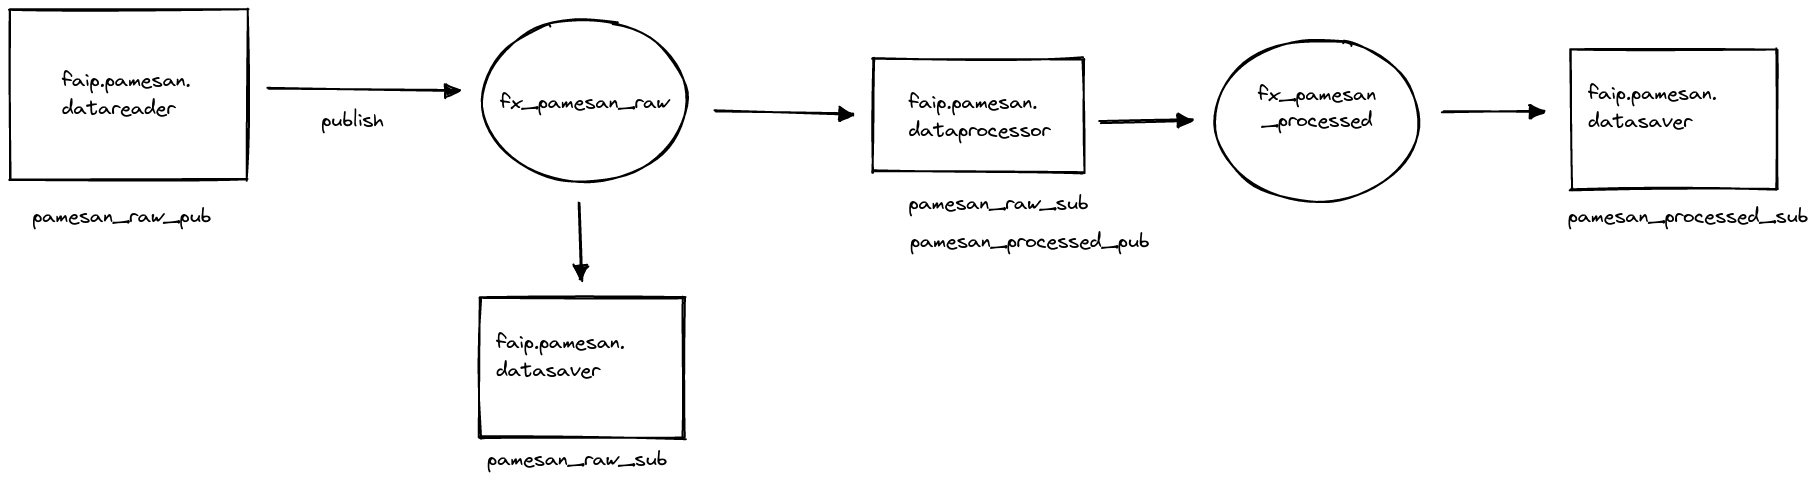 faip.pamesan.
datareader
publish
pamesan_raw_pub
fx_pamesan_raw
faip.pamesan.
datasaver
pamesan_raw_sub
faip.pamesan.
dataprocessor
pamesan_raw_sub
pamesan_processed_pub
fx_pamesan
_processed
faip.pamesan.
datasaver
pamesan_processed_sub